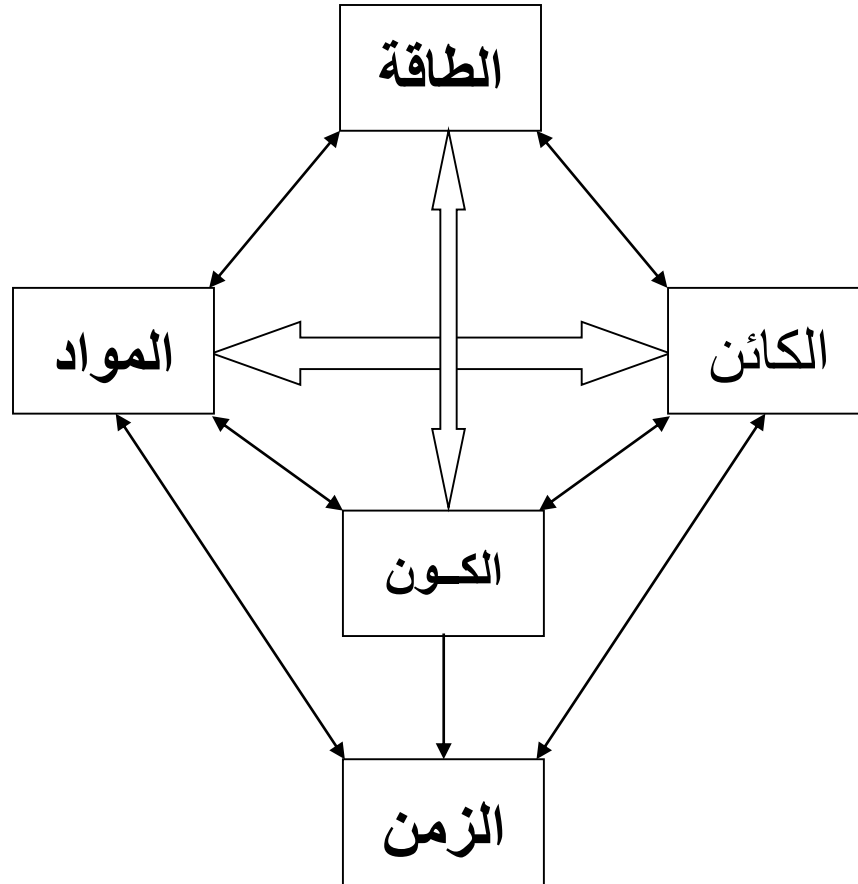 الطاقة
الكائن
المواد
الكـون
الزمن